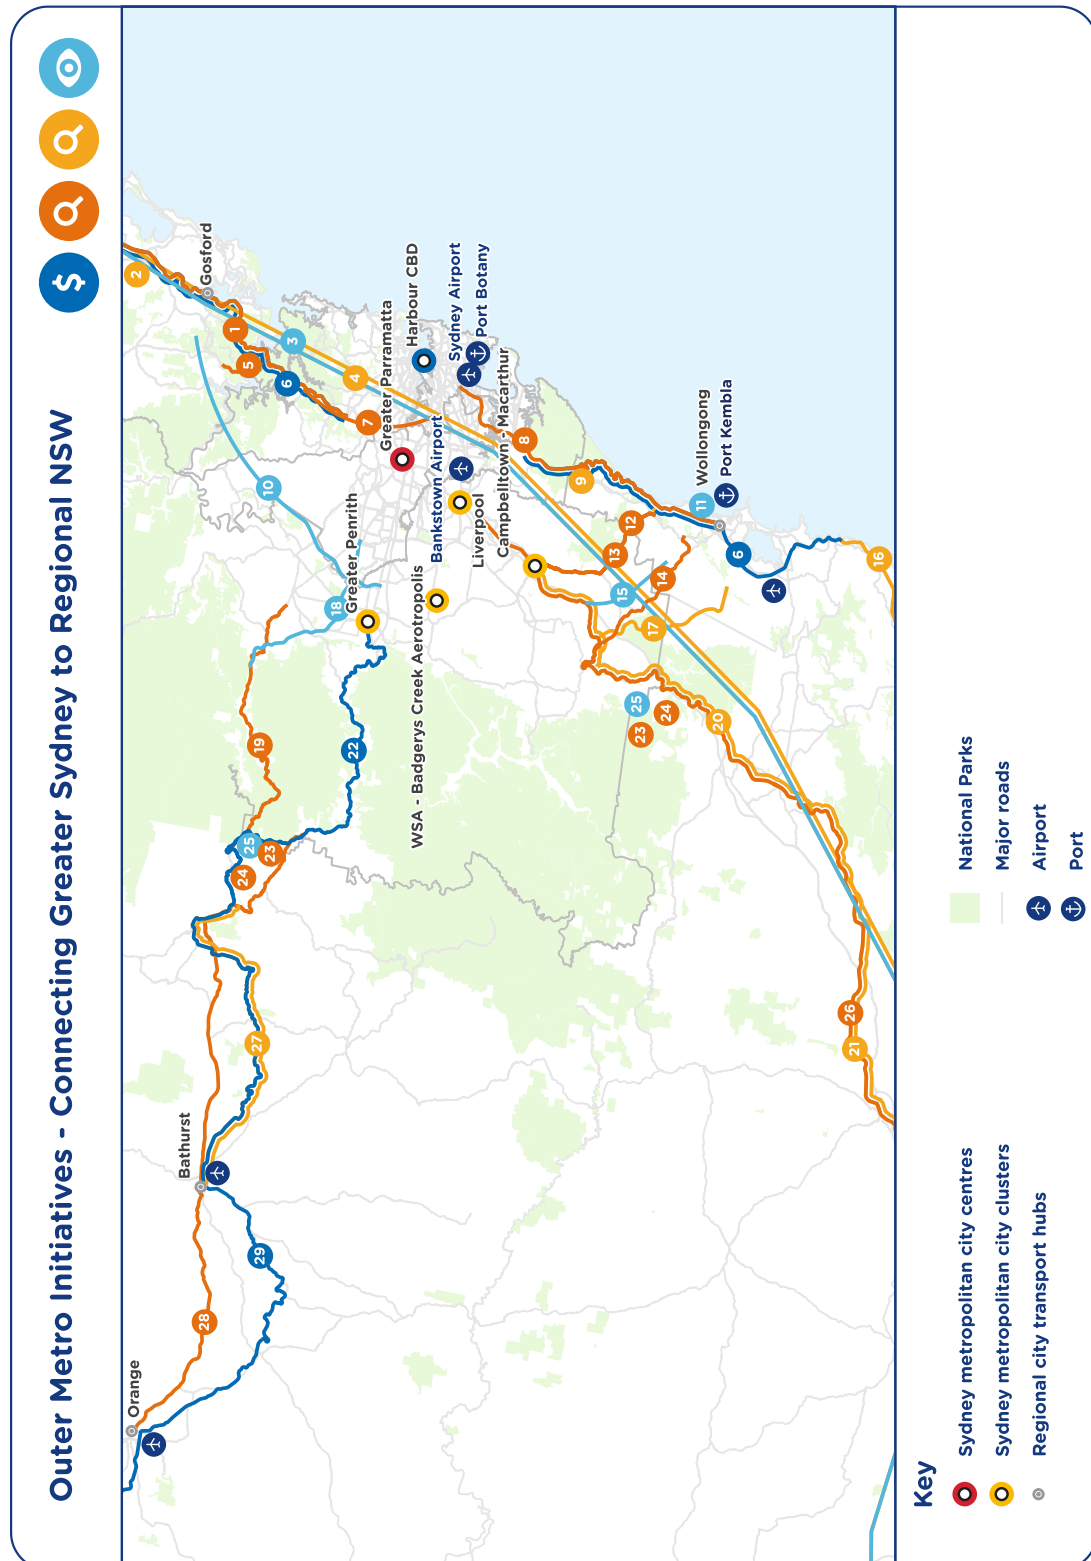 Outer Metro Initiatives - Connecting Greater Sydney to Regional NSW
$
Orange
28
29
Bathurst
27
24
25
23
19
22
18
10
Greater Penrith
WSA - Badgerys Creek Aerotropolis
2
Gosford
1
5
6
3
4
7
Greater Parramatta
Harbour CBD
Sydney Airport
Port Botany
Bankstown Airport
Liverpool
Campbelltown - Macarthur
8
9
12
13
14
15
17
11
Wollongong
Port Kembla
6
16
25
23
24
20
26
21
Key
Sydney metropolitan city centres
Sydney metropolitan city clusters
Regional city transport hubs
National Parks
Major roads
Airport
Port